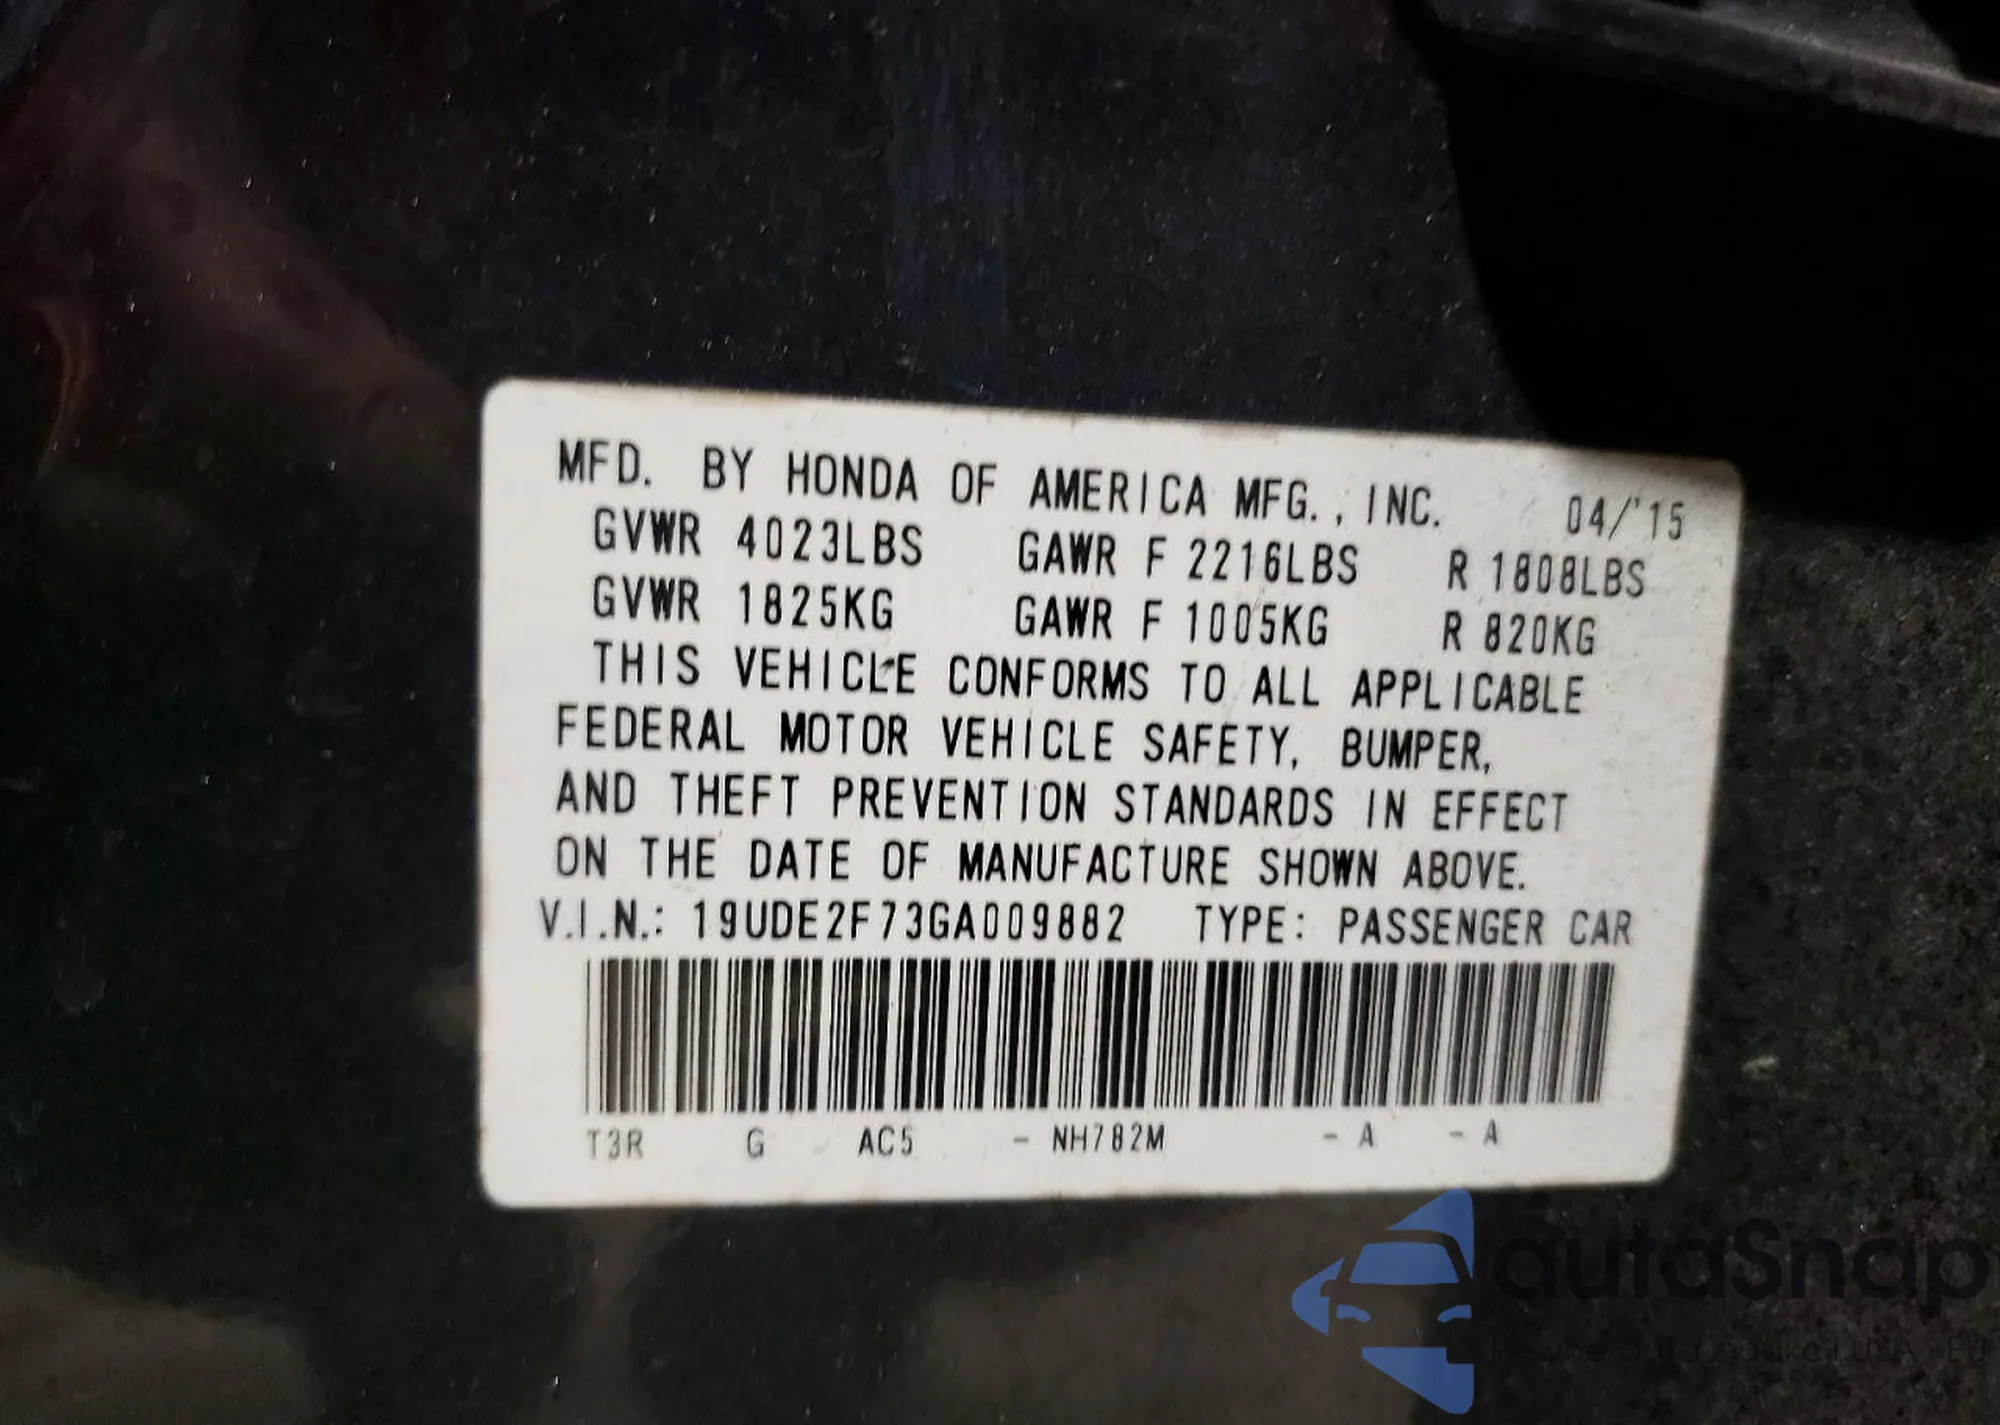 MFD. BY HONDA OF AMERICA MFG., INC. 04/'15
GVWR 4023LBS GAWR F 2216LBS R 1808LBS
GVWR 1825KG GAWR F 1005KG R 820KG
THIS VEHICLE CONFORMS TO ALL APPLICABLE
FEDERAL MOTOR VEHICLE SAFETY, BUMPER,
AND THEFT PREVENTION STANDARDS IN EFFECT
ON THE DATE OF MANUFACTURE SHOWN ABOVE.
V.I.N.: 19UDE2F73GA009882 TYPE: PASSENGER CAR
T3R G AC5 - NH782M - A - A
autaSnap